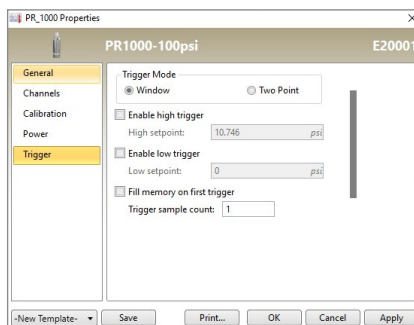 PR_1000 Properties
PR1000-100psi E20001
General
Channels
Calibration
Power
Trigger
Trigger Mode
Window Two Point
Enable high trigger
High setpoint: 10.746 psi
Enable low trigger
Low setpoint: 0 psi
Fill memory on first trigger
Trigger sample count: 1
-New Template- Save Print... OK Cancel Apply